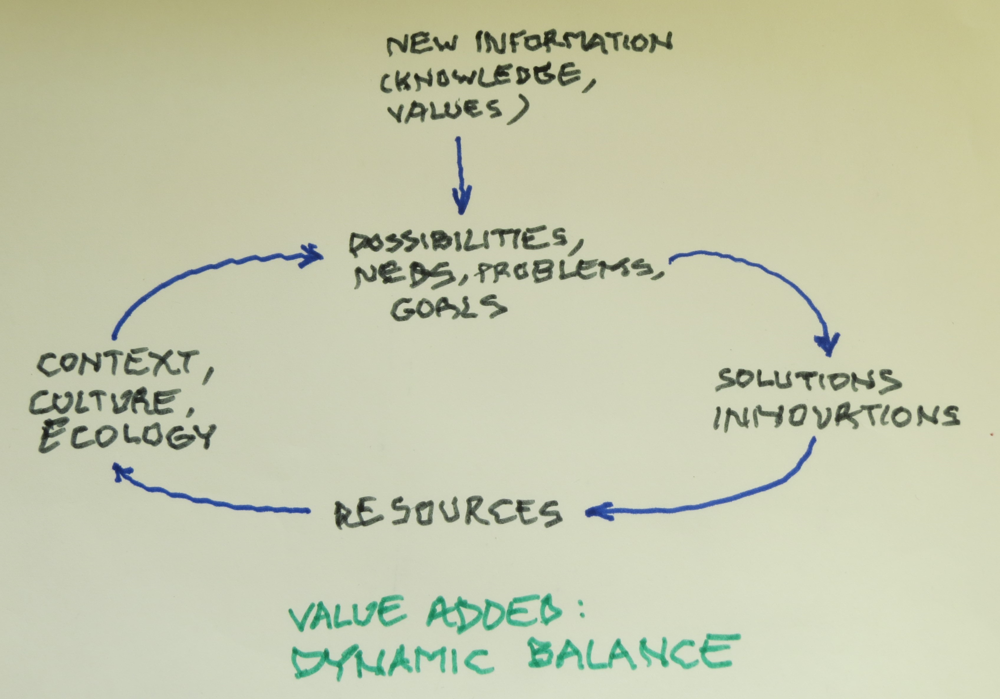 NEW INFORMATION
(KNOWLEDGE,
VALUES)
POSSIBILITIES,
NEDS, PROBLEMS,
GOALS
CONTEXT,
CULTURE,
ECOLOGY
SOLUTIONS
INNOVATIONS
RESOURCES
VALUE ADDED:
DYNAMIC BALANCE